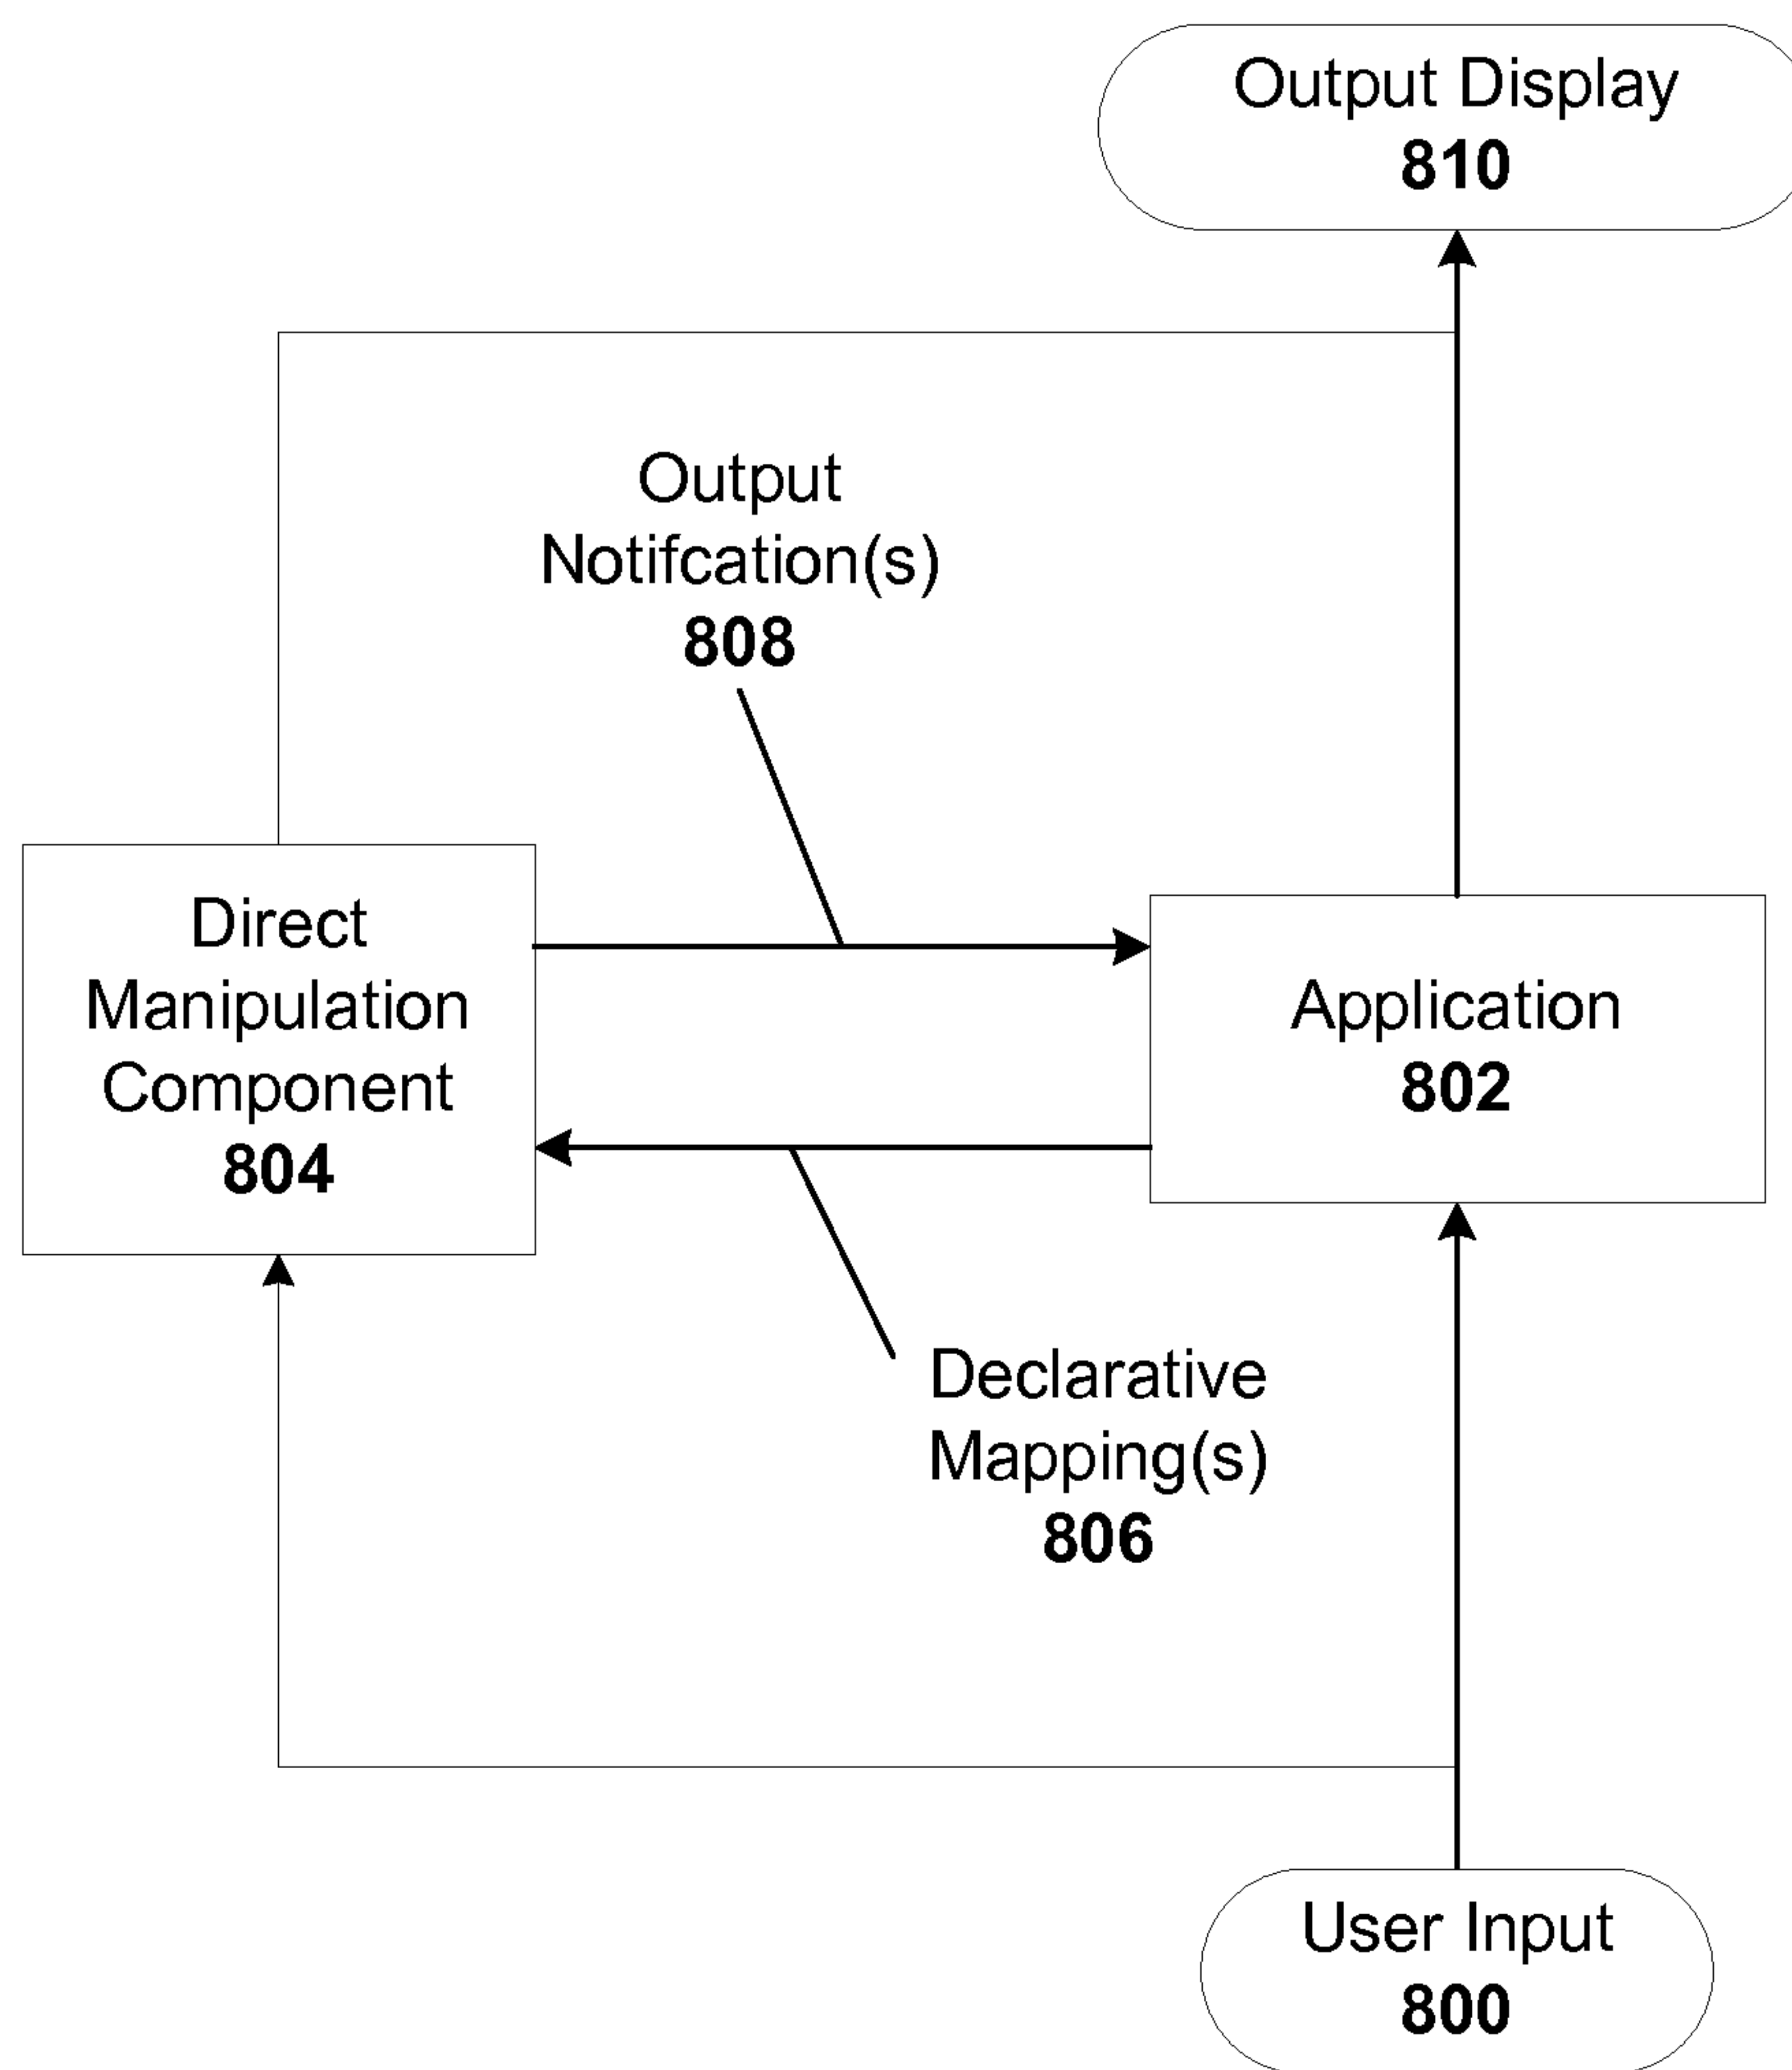 Output Display
810
Output
Notifcation(s)
808
Direct
Manipulation
Component
804
Application
802
Declarative
Mapping(s)
806
User Input
800